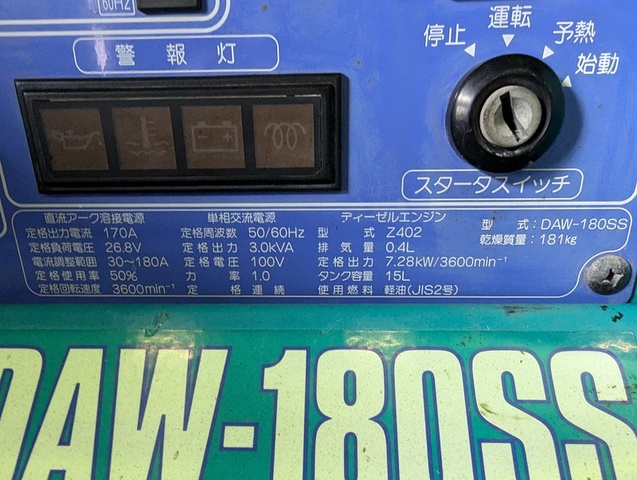 60Hz
警報灯
停止
運転
予熱
始動
スタータスイッチ
直流アーク溶接電源
定格出力電流 170A
定格負荷電圧 26.8V
電流調整範囲 30～180A
定格使用率 50%
定格回転速度 3600min⁻¹
単相交流電源
定格周波数 50/60Hz
定格出力 3.0kVA
定格電圧 100V
力率 1.0
定格 連続
ディーゼルエンジン
型式 Z402
排気量 0.4L
定格出力 7.28kW/3600min⁻¹
タンク容量 15L
使用燃料 軽油(JIS2号)
型式：DAW-180SS
乾燥質量：181kg
DAW-180SS